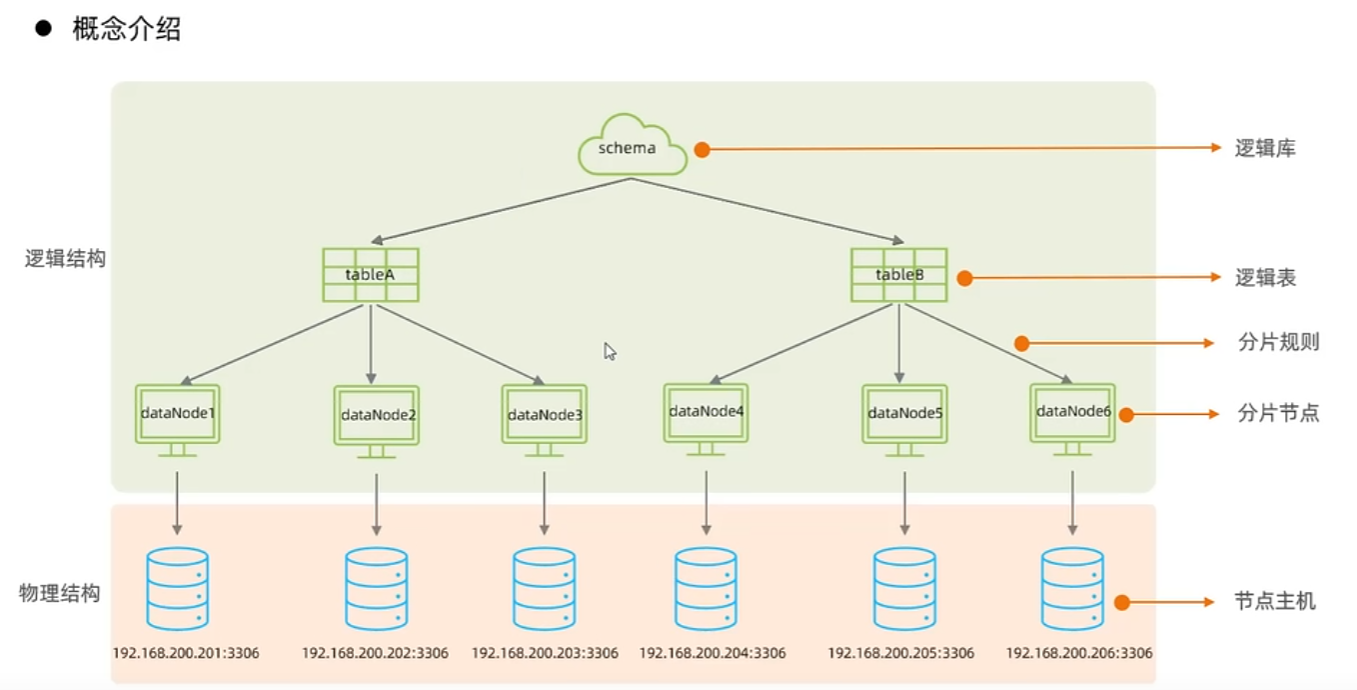 ● 概念介绍
schema
逻辑库
逻辑结构
tableA
tableB
逻辑表
分片规则
dataNode1
dataNode2
dataNode3
dataNode4
dataNode5
dataNode6
分片节点
物理结构
节点主机
192.168.200.201:3306
192.168.200.202:3306
192.168.200.203:3306
192.168.200.204:3306
192.168.200.205:3306
192.168.200.206:3306